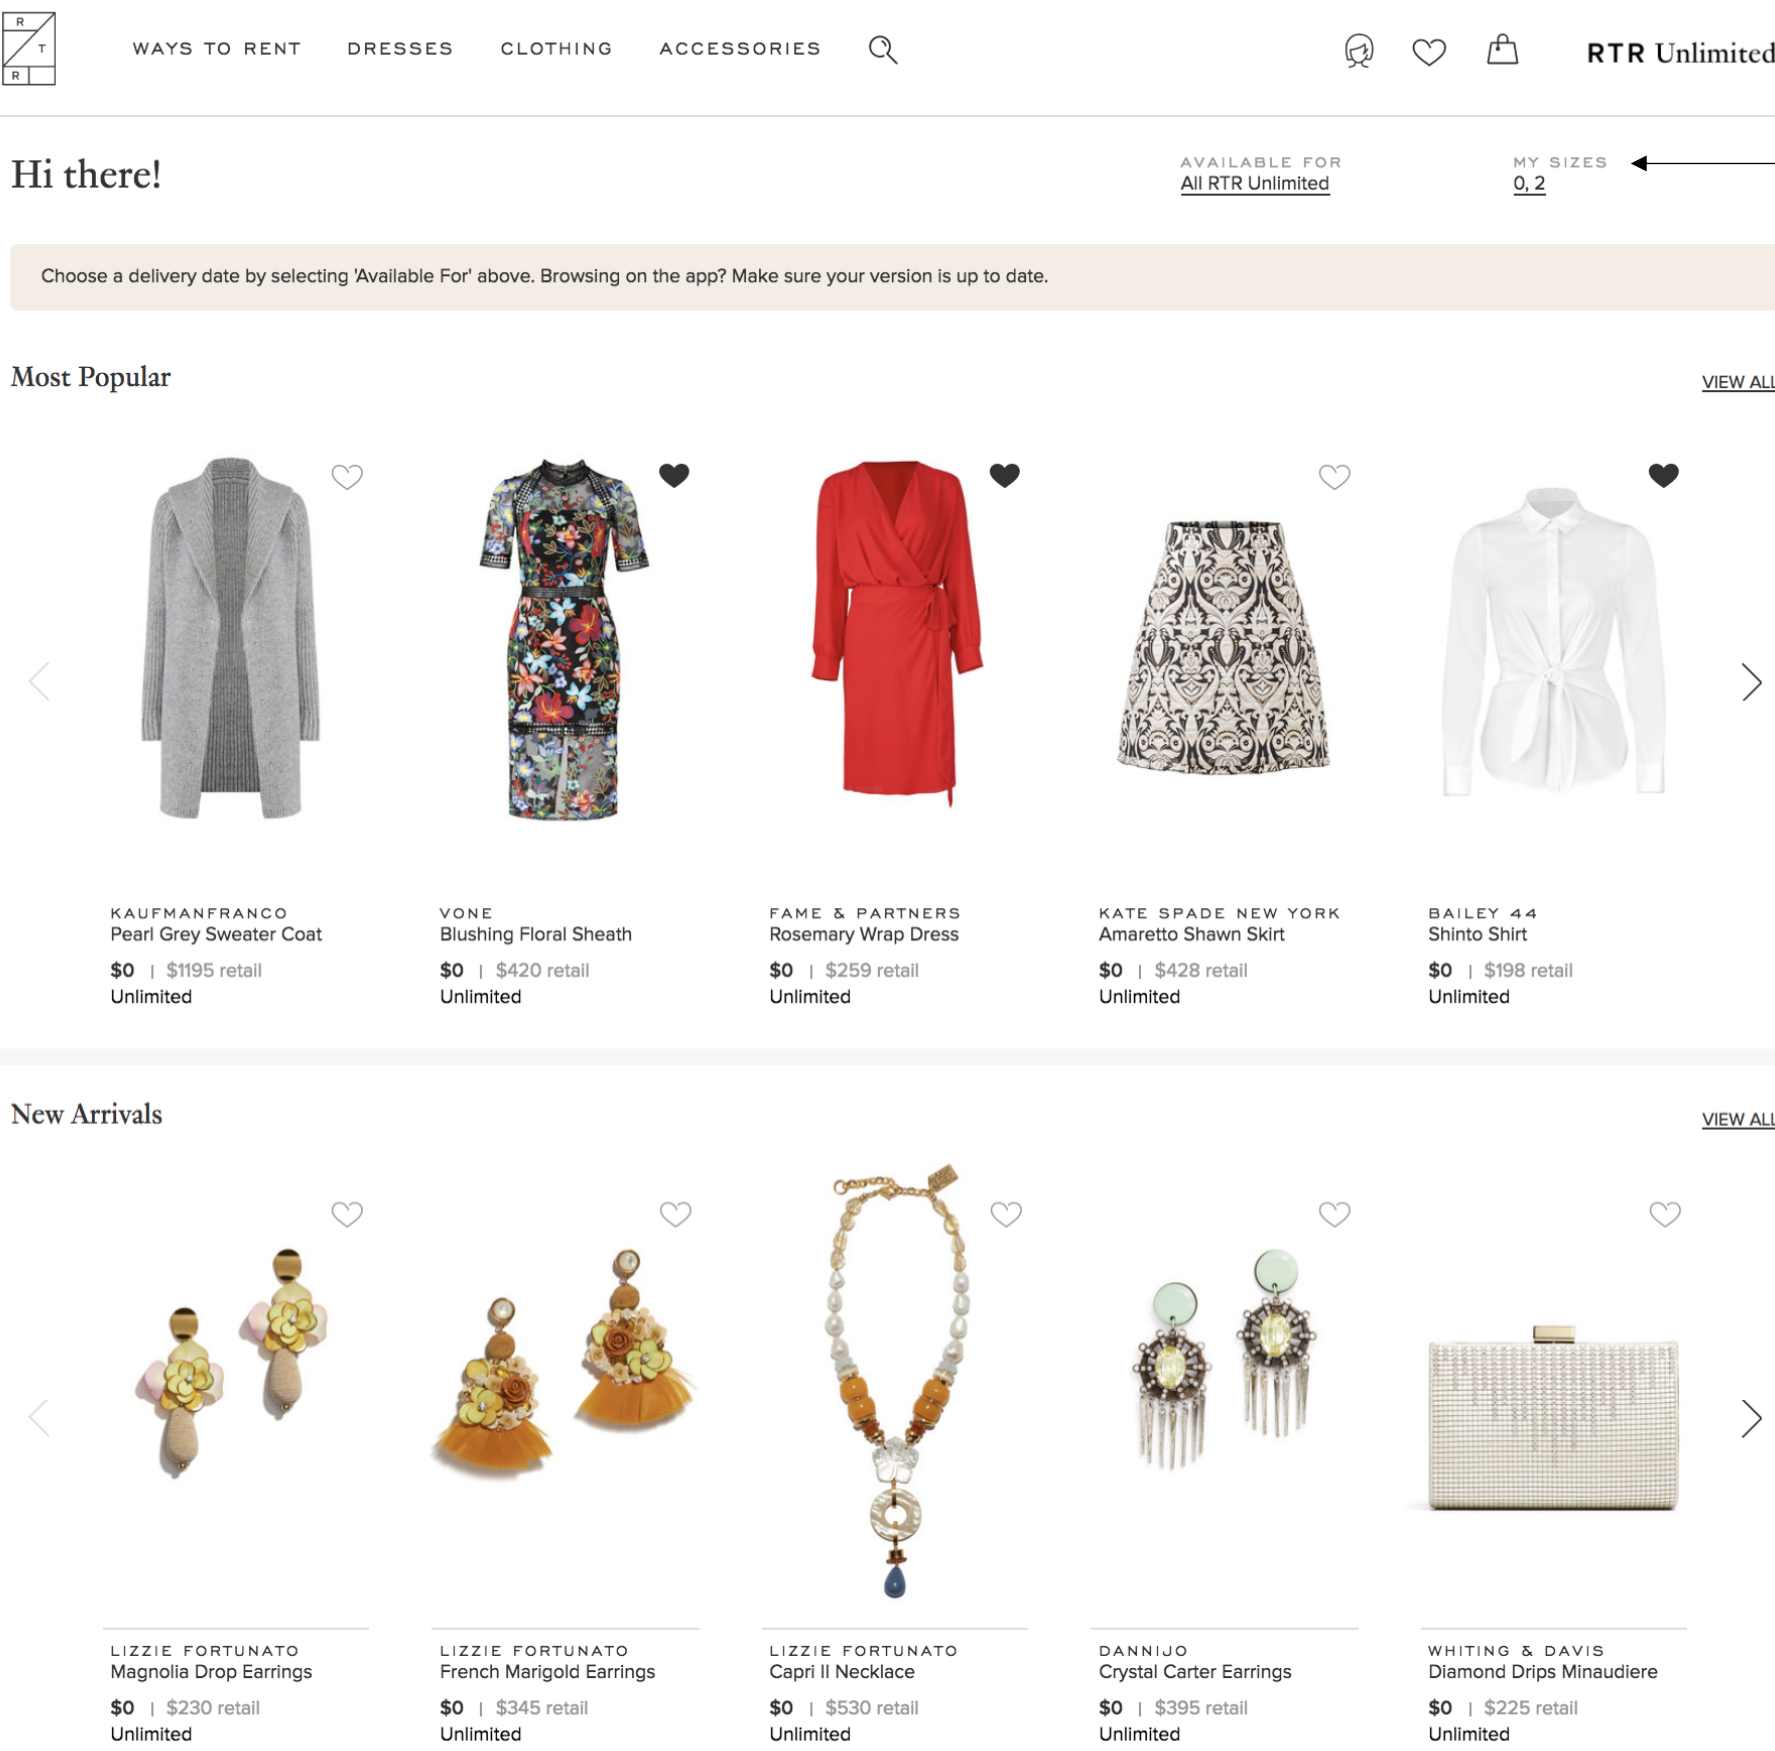 R
T
R
WAYS TO RENT DRESSES CLOTHING ACCESSORIES
RTR Unlimited
Hi there!
AVAILABLE FOR
All RTR Unlimited
MY SIZES
0, 2
Choose a delivery date by selecting 'Available For' above. Browsing on the app? Make sure your version is up to date.
Most Popular
VIEW ALL
KAUFMANFRANCO
Pearl Grey Sweater Coat
$0 | $1195 retail
Unlimited
VONE
Blushing Floral Sheath
$0 | $420 retail
Unlimited
FAME & PARTNERS
Rosemary Wrap Dress
$0 | $259 retail
Unlimited
KATE SPADE NEW YORK
Amaretto Shawn Skirt
$0 | $428 retail
Unlimited
BAILEY 44
Shinto Shirt
$0 | $198 retail
Unlimited
New Arrivals
VIEW ALL
LIZZIE FORTUNATO
Magnolia Drop Earrings
$0 | $230 retail
Unlimited
LIZZIE FORTUNATO
French Marigold Earrings
$0 | $345 retail
Unlimited
LIZZIE FORTUNATO
Capri II Necklace
$0 | $530 retail
Unlimited
DANNIJO
Crystal Carter Earrings
$0 | $395 retail
Unlimited
WHITING & DAVIS
Diamond Drips Minaudiere
$0 | $225 retail
Unlimited